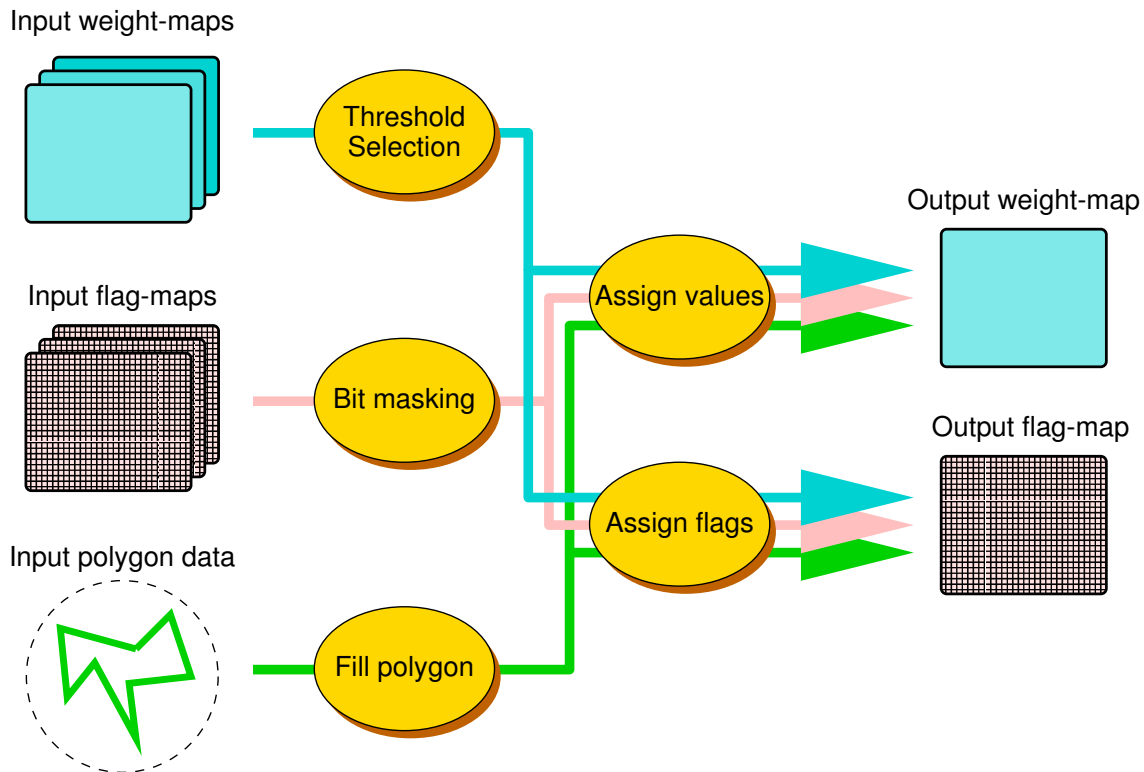 Input weight-maps
Threshold
Selection
Output weight-map
Input flag-maps
Assign values
Bit masking
Output flag-map
Assign flags
Input polygon data
Fill polygon